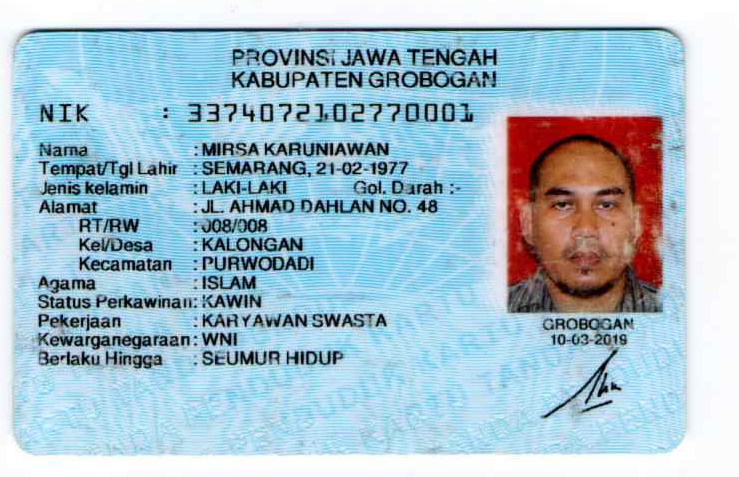 PROVINSI JAWA TENGAH
KABUPATEN GROBOGAN
NIK : 3374072102770001
Nama : MIRSA KARUNIAWAN
Tempat/Tgl Lahir : SEMARANG, 21-02-1977
Jenis kelamin : LAKI-LAKI Gol. Darah :-
Alamat : JL. AHMAD DAHLAN NO. 48
RT/RW : 008/008
Kel/Desa : KALONGAN
Kecamatan : PURWODADI
Agama : ISLAM
Status Perkawinan: KAWIN
Pekerjaan : KARYAWAN SWASTA
Kewarganegaraan: WNI
Berlaku Hingga : SEUMUR HIDUP
GROBOGAN
10-03-2019